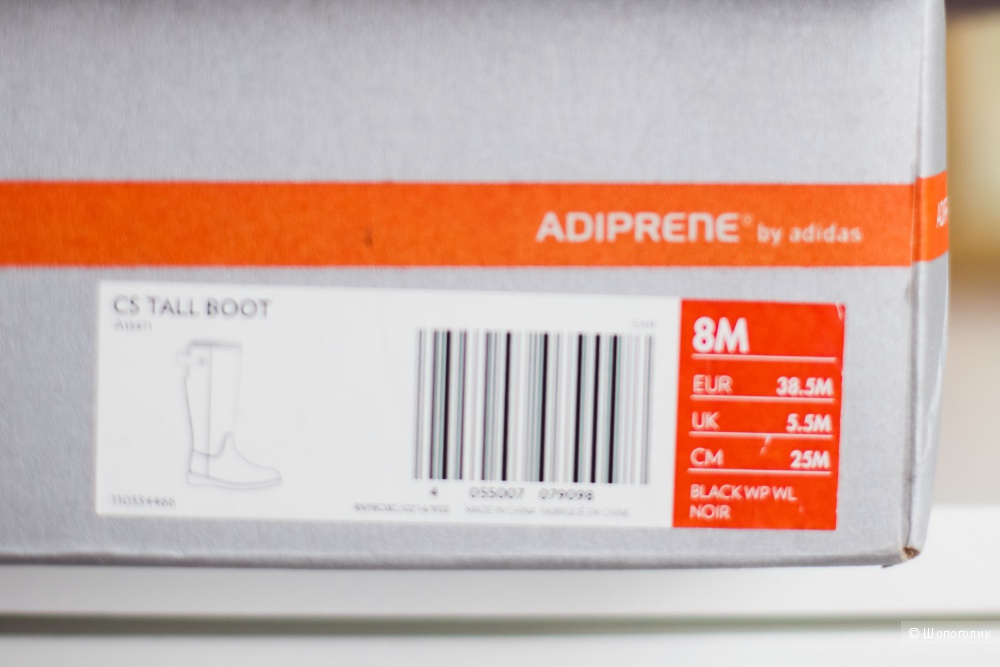 ADIPRENE® by adidas
CS TALL BOOT
8M
EUR 38.5M
UK 5.5M
CM 25M
BLACK WP WL
NOIR
4 055007 079098
MADE IN CHINA FABRIQUÉ EN CHINE
110554466
© Шопоголик